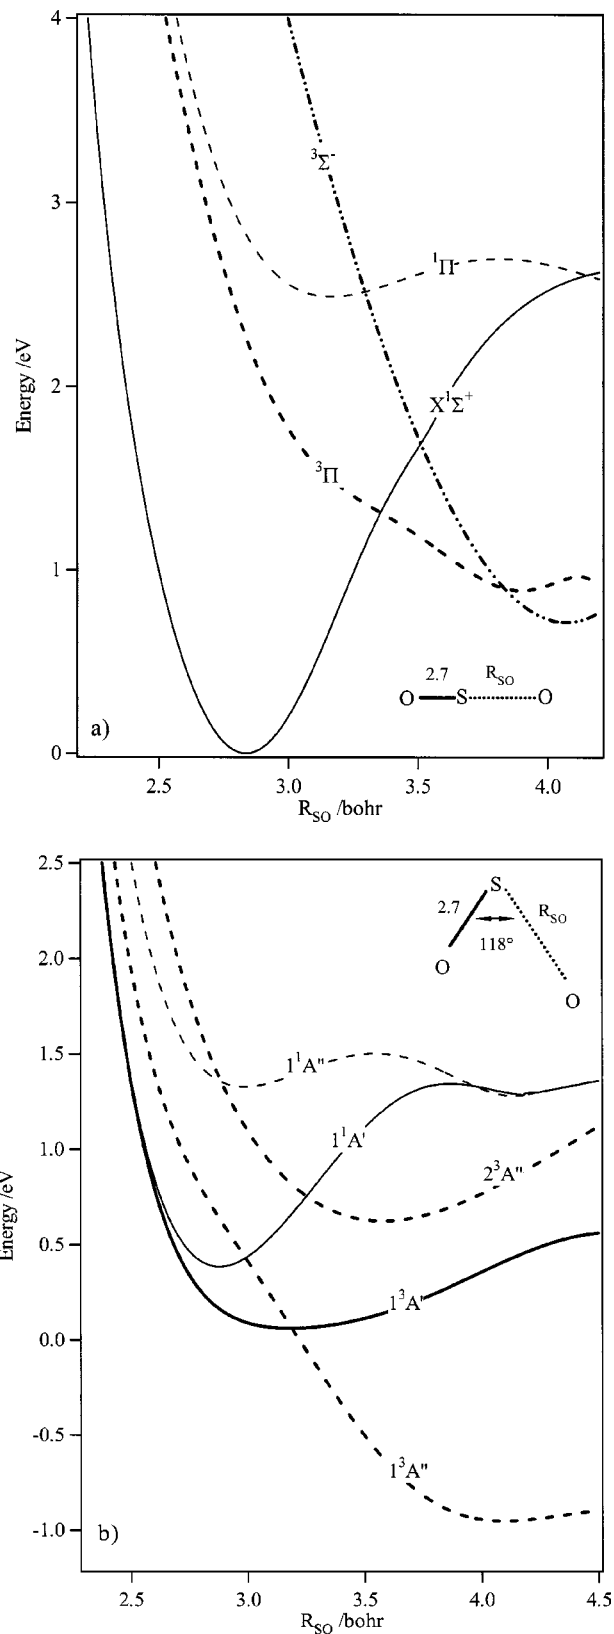 4
3
2
1
0
Energy /eV
³Σ⁻
¹Π
X¹Σ⁺
³Π
2.7
R_SO
O S O
a)
2.5 3.0 3.5 4.0
R_SO /bohr
2.5
2.0
1.5
1.0
0.5
0.0
-0.5
-1.0
Energy /eV
S
2.7
R_SO
118°
O
O
1¹A"
1¹A'
2³A"
1³A'
1³A"
b)
2.5 3.0 3.5 4.0 4.5
R_SO /bohr